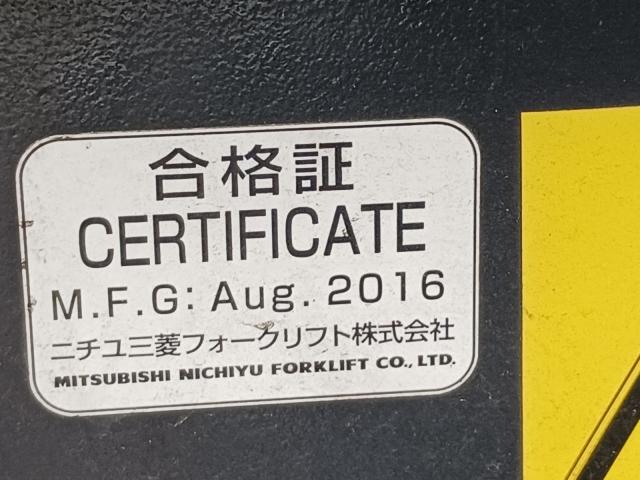 合格証
CERTIFICATE
M.F.G: Aug. 2016
ニチユ三菱フォークリフト株式会社
MITSUBISHI NICHIYU FORKLIFT CO., LTD.